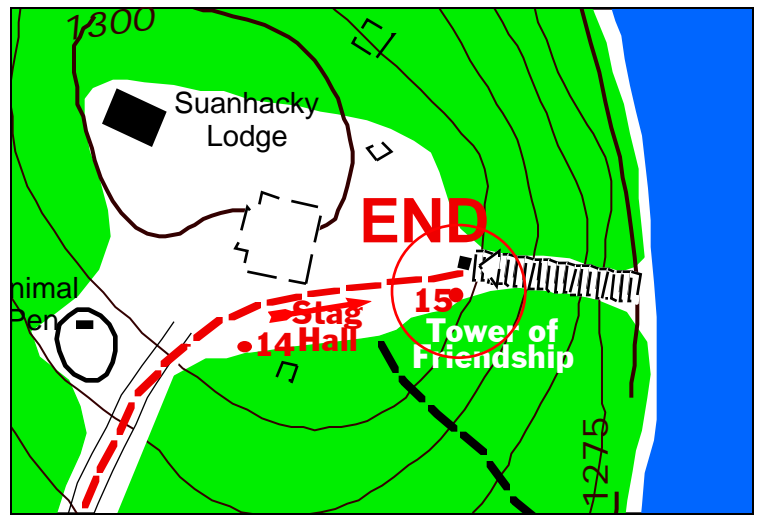 1300
Suanhacky
Lodge
END
nimal
Pen
15
Stag
Hall
14
Tower of
Friendship
1275